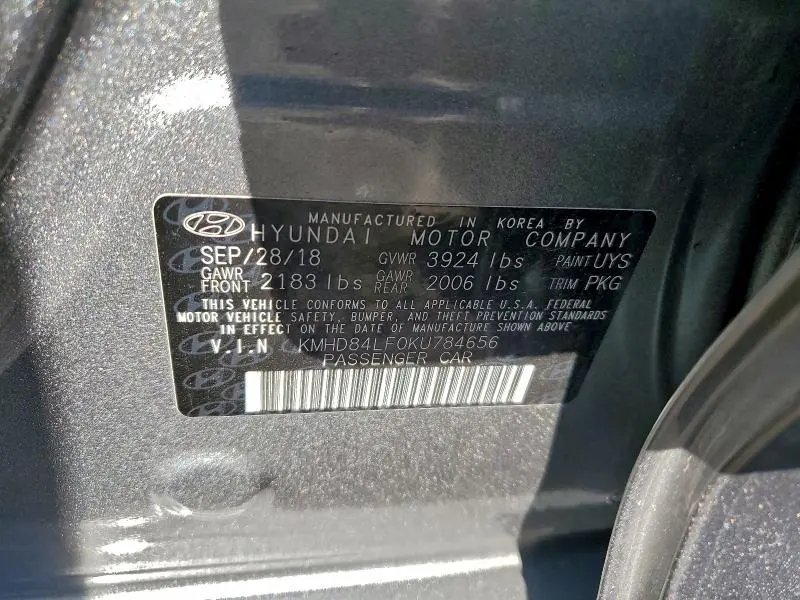 MANUFACTURED IN KOREA BY
HYUNDAI MOTOR COMPANY
SEP/28/18 GVWR 3924 lbs PAINT UYS
GAWR FRONT 2183 lbs GAWR REAR 2006 lbs TRIM PKG
THIS VEHICLE CONFORMS TO ALL APPLICABLE U.S.A. FEDERAL
MOTOR VEHICLE SAFETY, BUMPER, AND THEFT PREVENTION STANDARDS
IN EFFECT ON THE DATE OF MANUFACTURE SHOWN ABOVE
V.I.N KMHD84LF0KU784656
PASSENGER CAR